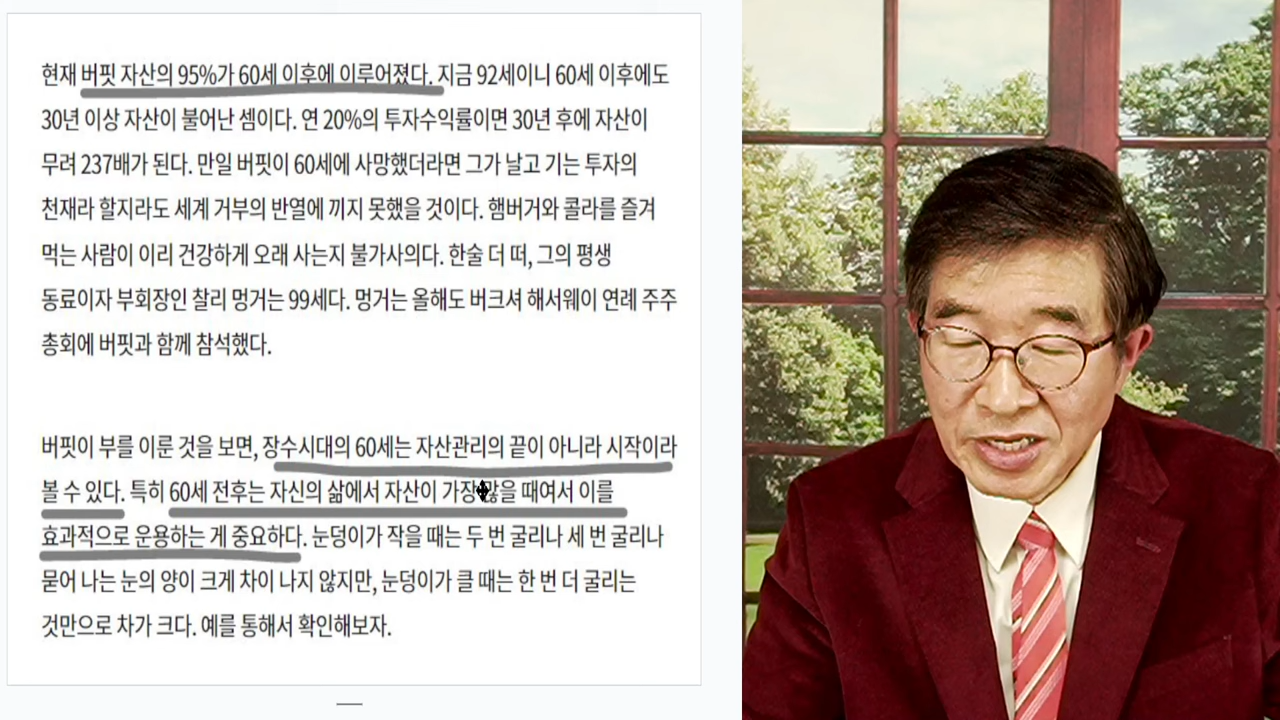 현재 버핏 자산의 95%가 60세 이후에 이루어졌다. 지금 92세이니 60세 이후에도
30년 이상 자산이 불어난 셈이다. 연 20%의 투자수익률이면 30년 후에 자산이
무려 237배가 된다. 만일 버핏이 60세에 사망했더라면 그가 날고 기는 투자의
천재라 할지라도 세계 거부의 반열에 끼지 못했을 것이다. 햄버거와 콜라를 즐겨
먹는 사람이 이리 건강하게 오래 사는지 불가사의다. 한술 더 떠, 그의 평생
동료이자 부회장인 찰리 멍거는 99세다. 멍거는 올해도 버크셔 해서웨이 연례 주주
총회에 버핏과 함께 참석했다.
버핏이 부를 이룬 것을 보면, 장수시대의 60세는 자산관리의 끝이 아니라 시작이라
볼 수 있다. 특히 60세 전후는 자신의 삶에서 자산이 가장 많을 때여서 이를
효과적으로 운용하는 게 중요하다. 눈덩이가 작을 때는 두 번 굴리나 세 번 굴리나
묻어 나는 눈의 양이 크게 차이 나지 않지만, 눈덩이가 클 때는 한 번 더 굴리는
것만으로 차가 크다. 예를 통해서 확인해보자.